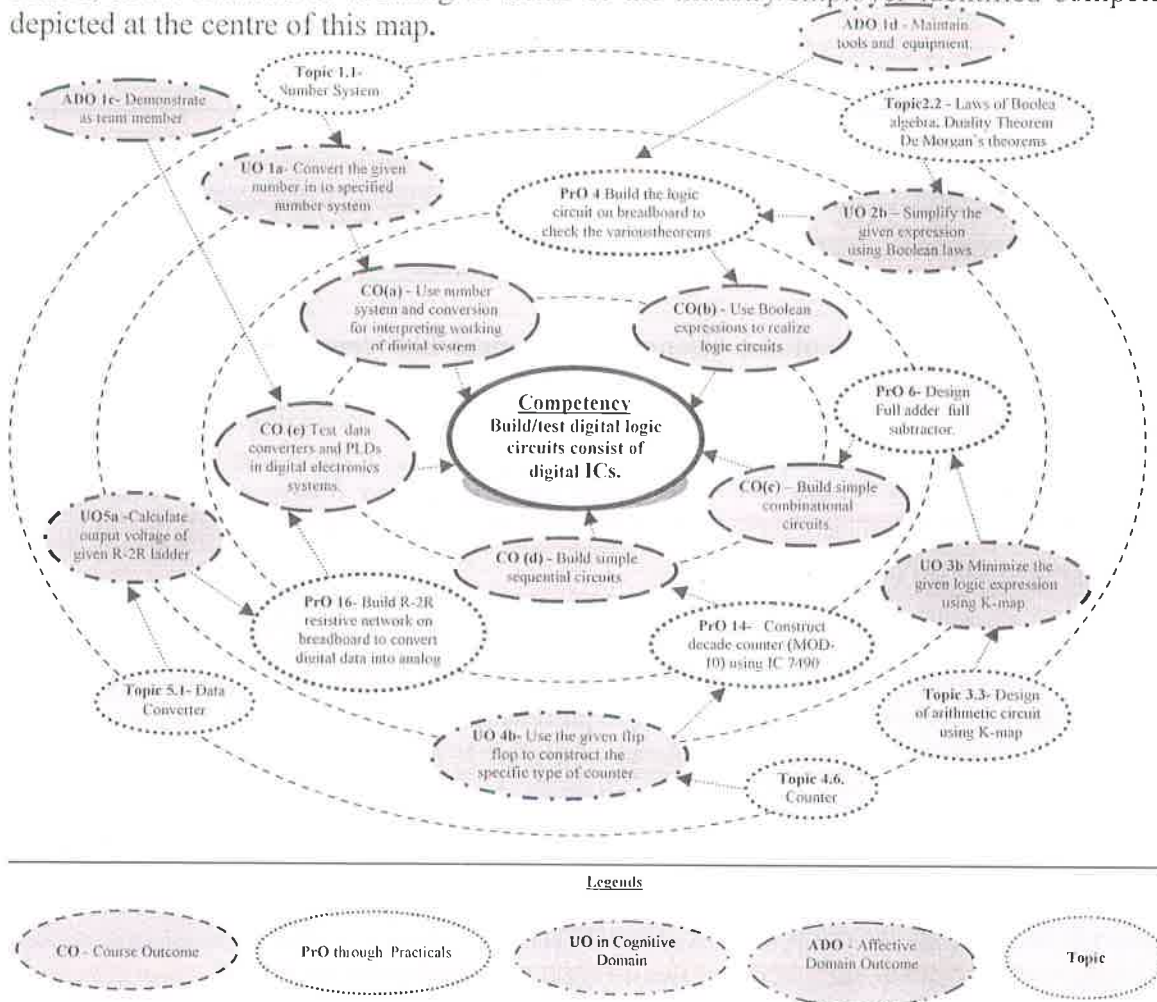 depicted at the centre of this map.
ADO 1d - Maintain
tools and equipment.
Topic 1.1-
Number System
ADO 1c- Demonstrate
as team member
Topic2.2 - Laws of Boolea
algebra, Duality Theorem
De Morgan's theorems
UO 1a- Convert the given
number in to specified
number system
PrO 4 Build the logic
circuit on breadboard to
check the varioustheorems
UO 2b – Simplify the
given expression
using Boolean laws
CO(a) - Use number
system and conversion
for interpreting working
of digital system
CO(b) - Use Boolean
expressions to realize
logic circuits
PrO 6- Design
Full adder full
subtractor.
Competency
Build/test digital logic
circuits consist of
digital ICs.
CO (e) Test data
converters and PLDs
in digital electronics
systems.
CO(c) – Build simple
combinational
circuits
UO5a -Calculate
output voltage of
given R-2R ladder
CO (d) - Build simple
sequential circuits
UO 3b Minimize the
given logic expression
using K-map
PrO 16- Build R-2R
resistive network on
breadboard to convert
digital data into analog
PrO 14- Construct
decade counter (MOD-
10) using IC 7490
Topic 5.1- Data
Converter
Topic 3.3- Design
of arithmetic circuit
using K-map
UO 4b- Use the given flip
flop to construct the
specific type of counter
Topic 4.6.
Counter
Legends
CO - Course Outcome
PrO through Practicals
UO in Cognitive
Domain
ADO - Affective
Domain Outcome
Topic